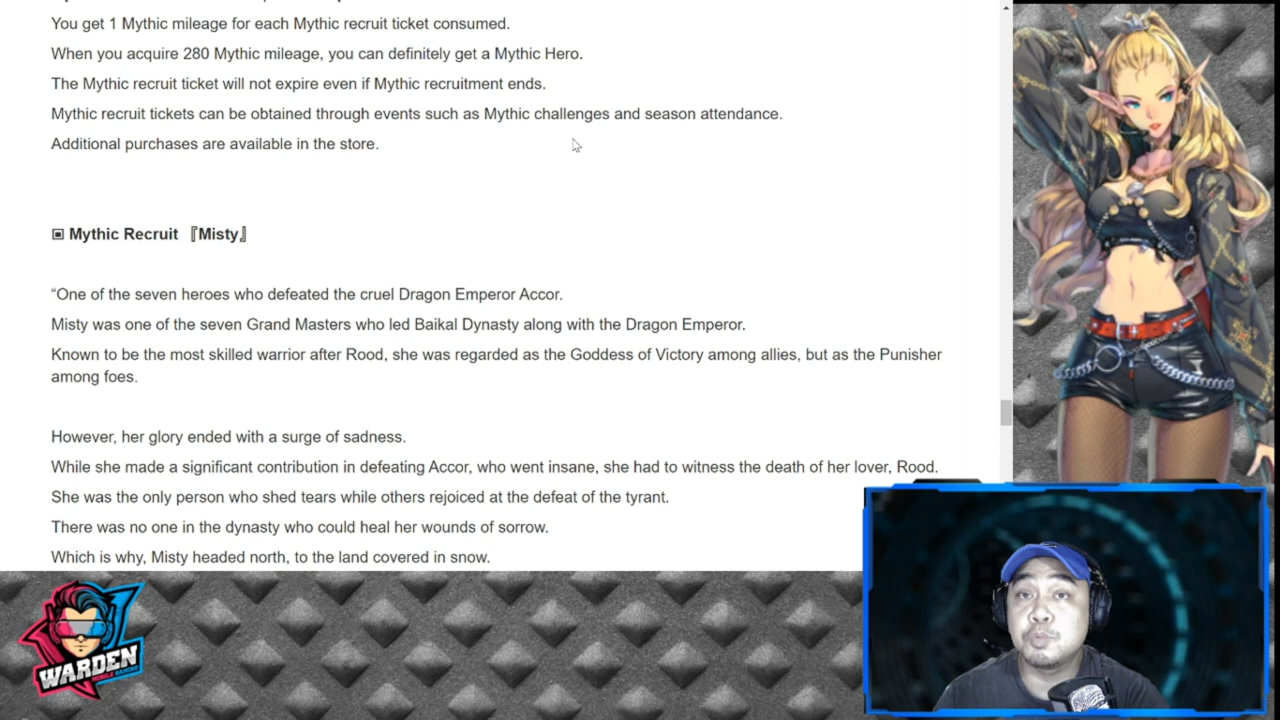 You get 1 Mythic mileage for each Mythic recruit ticket consumed.
When you acquire 280 Mythic mileage, you can definitely get a Mythic Hero.
The Mythic recruit ticket will not expire even if Mythic recruitment ends.
Mythic recruit tickets can be obtained through events such as Mythic challenges and season attendance.
Additional purchases are available in the store.
▣ Mythic Recruit 『Misty』
“One of the seven heroes who defeated the cruel Dragon Emperor Accor.
Misty was one of the seven Grand Masters who led Baikal Dynasty along with the Dragon Emperor.
Known to be the most skilled warrior after Rood, she was regarded as the Goddess of Victory among allies, but as the Punisher
among foes.
However, her glory ended with a surge of sadness.
While she made a significant contribution in defeating Accor, who went insane, she had to witness the death of her lover, Rood.
She was the only person who shed tears while others rejoiced at the defeat of the tyrant.
There was no one in the dynasty who could heal her wounds of sorrow.
Which is why, Misty headed north, to the land covered in snow.
WARDEN
MOBILE GAMING